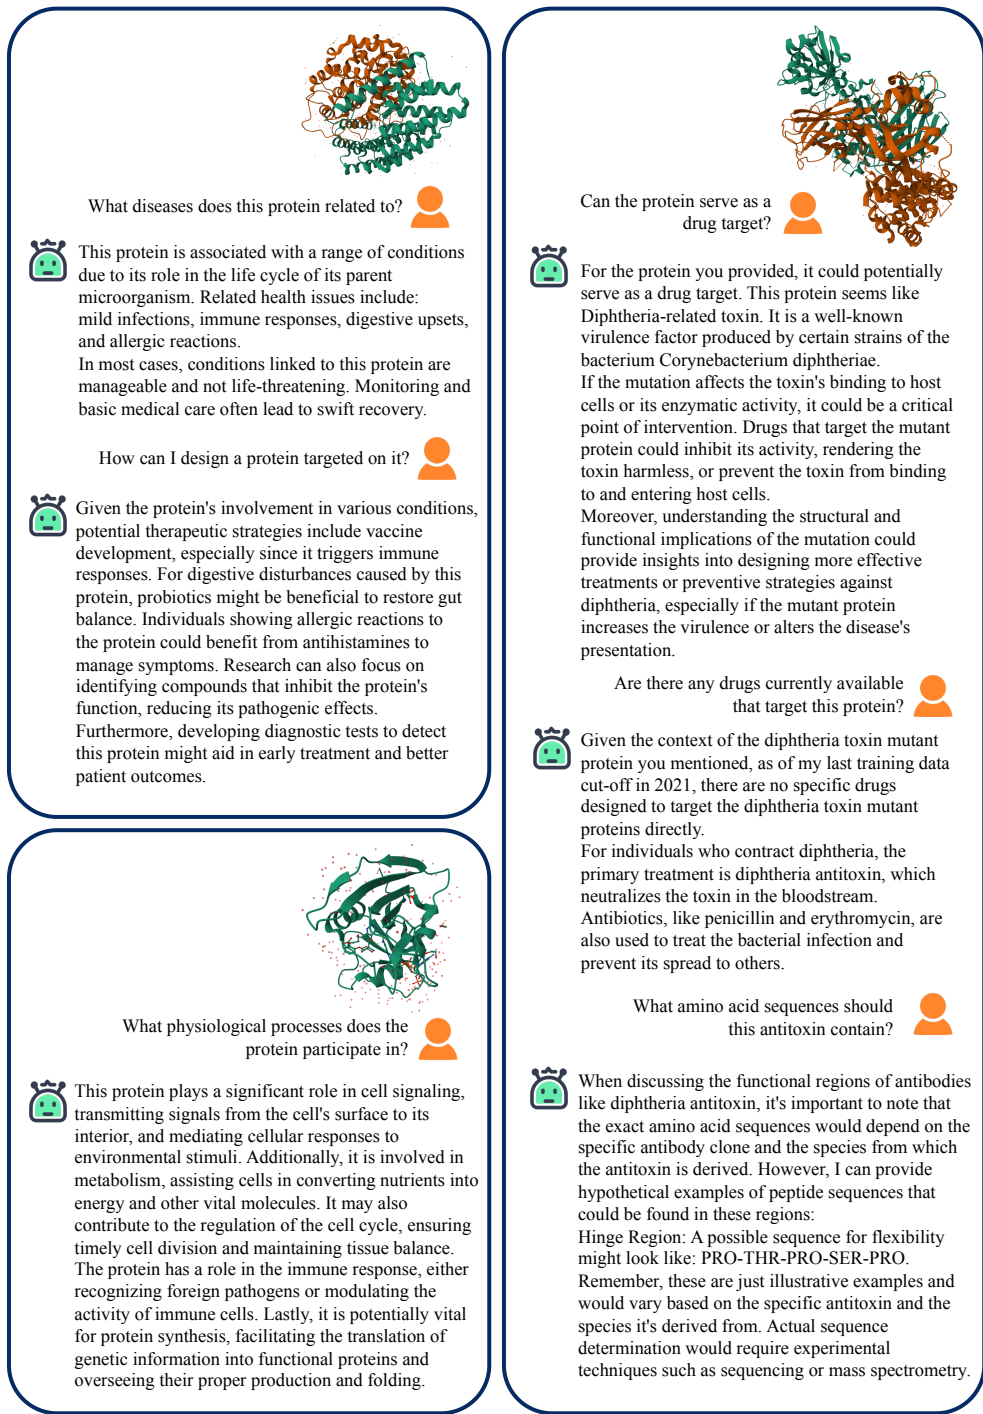 What diseases does this protein related to?
This protein is associated with a range of conditions
due to its role in the life cycle of its parent
microorganism. Related health issues include:
mild infections, immune responses, digestive upsets,
and allergic reactions.
In most cases, conditions linked to this protein are
manageable and not life-threatening. Monitoring and
basic medical care often lead to swift recovery.
How can I design a protein targeted on it?
Given the protein's involvement in various conditions,
potential therapeutic strategies include vaccine
development, especially since it triggers immune
responses. For digestive disturbances caused by this
protein, probiotics might be beneficial to restore gut
balance. Individuals showing allergic reactions to
the protein could benefit from antihistamines to
manage symptoms. Research can also focus on
identifying compounds that inhibit the protein's
function, reducing its pathogenic effects.
Furthermore, developing diagnostic tests to detect
this protein might aid in early treatment and better
patient outcomes.
What physiological processes does the
protein participate in?
This protein plays a significant role in cell signaling,
transmitting signals from the cell's surface to its
interior, and mediating cellular responses to
environmental stimuli. Additionally, it is involved in
metabolism, assisting cells in converting nutrients into
energy and other vital molecules. It may also
contribute to the regulation of the cell cycle, ensuring
timely cell division and maintaining tissue balance.
The protein has a role in the immune response, either
recognizing foreign pathogens or modulating the
activity of immune cells. Lastly, it is potentially vital
for protein synthesis, facilitating the translation of
genetic information into functional proteins and
overseeing their proper production and folding.
Can the protein serve as a
drug target?
For the protein you provided, it could potentially
serve as a drug target. This protein seems like
Diphtheria-related toxin. It is a well-known
virulence factor produced by certain strains of the
bacterium Corynebacterium diphtheriae.
If the mutation affects the toxin's binding to host
cells or its enzymatic activity, it could be a critical
point of intervention. Drugs that target the mutant
protein could inhibit its activity, rendering the
toxin harmless, or prevent the toxin from binding
to and entering host cells.
Moreover, understanding the structural and
functional implications of the mutation could
provide insights into designing more effective
treatments or preventive strategies against
diphtheria, especially if the mutant protein
increases the virulence or alters the disease's
presentation.
Are there any drugs currently available
that target this protein?
Given the context of the diphtheria toxin mutant
protein you mentioned, as of my last training data
cut-off in 2021, there are no specific drugs
designed to target the diphtheria toxin mutant
proteins directly.
For individuals who contract diphtheria, the
primary treatment is diphtheria antitoxin, which
neutralizes the toxin in the bloodstream.
Antibiotics, like penicillin and erythromycin, are
also used to treat the bacterial infection and
prevent its spread to others.
What amino acid sequences should
this antitoxin contain?
When discussing the functional regions of antibodies
like diphtheria antitoxin, it's important to note that
the exact amino acid sequences would depend on the
specific antibody clone and the species from which
the antitoxin is derived. However, I can provide
hypothetical examples of peptide sequences that
could be found in these regions:
Hinge Region: A possible sequence for flexibility
might look like: PRO-THR-PRO-SER-PRO.
Remember, these are just illustrative examples and
would vary based on the specific antitoxin and the
species it's derived from. Actual sequence
determination would require experimental
techniques such as sequencing or mass spectrometry.